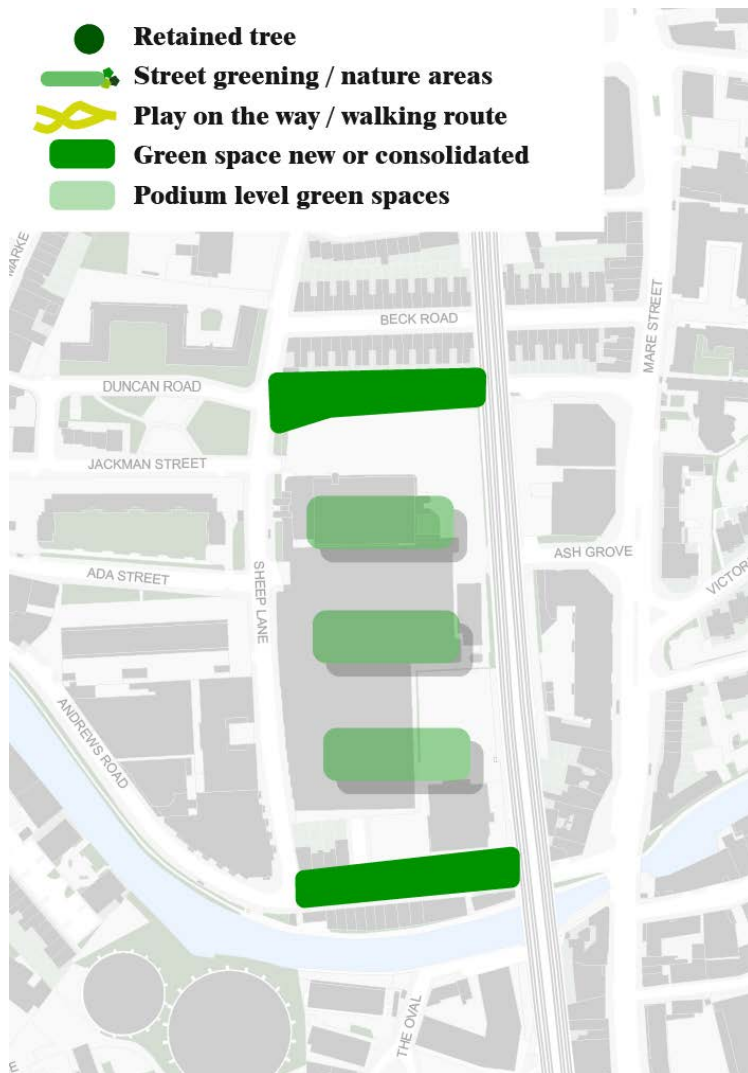 Retained tree
Street greening / nature areas
Play on the way / walking route
Green space new or consolidated
Podium level green spaces
MARKE
BECK ROAD
MARE STREET
DUNCAN ROAD
JACKMAN STREET
ASH GROVE
ADA STREET
SHEEP LANE
VICTOR
ANDREWS ROAD
THE OVAL
E